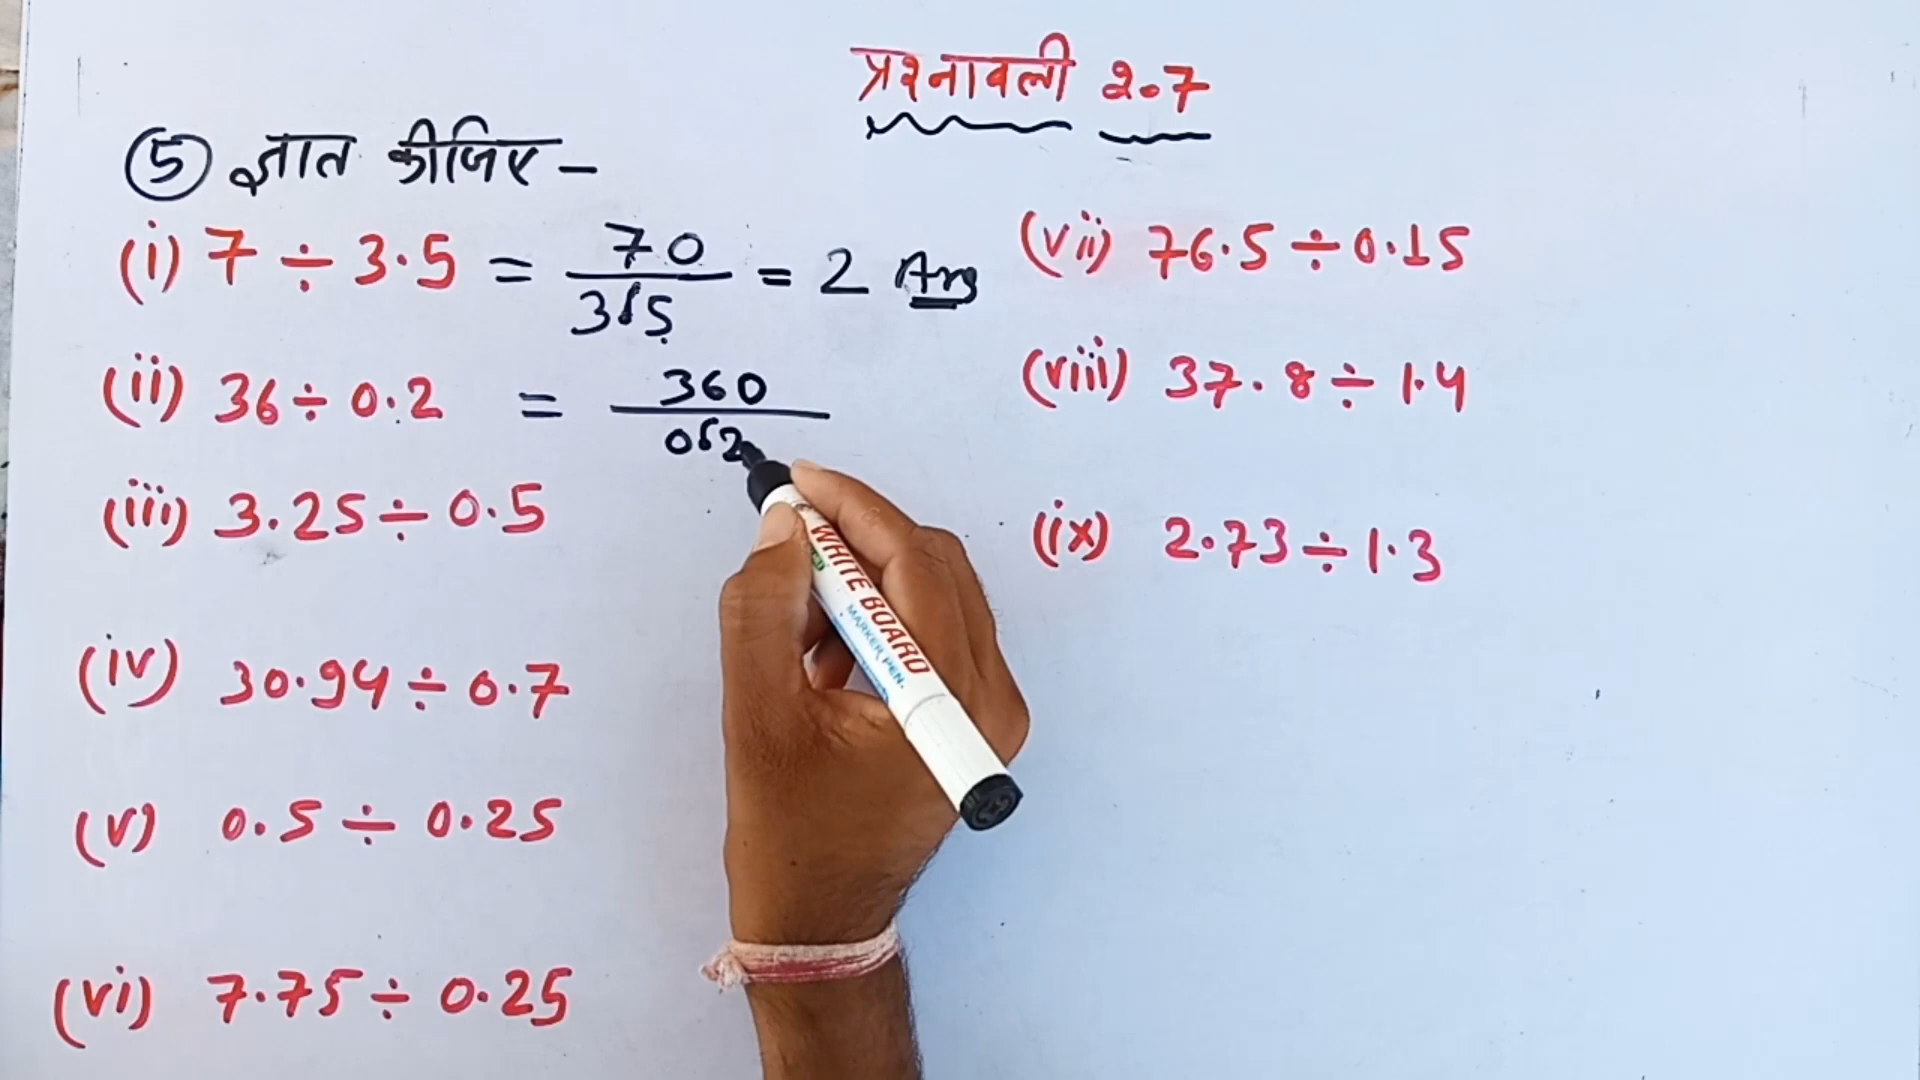 प्रश्नावली 2.7
⑤ ज्ञात कीजिए -
(i) 7 ÷ 3.5 = 70/35 = 2 Ans
(ii) 36 ÷ 0.2 = 360/02
(iii) 3.25 ÷ 0.5
(iv) 30.94 ÷ 0.7
(v) 0.5 ÷ 0.25
(vi) 7.75 ÷ 0.25
(vii) 76.5 ÷ 0.15
(viii) 37.8 ÷ 1.4
(ix) 2.73 ÷ 1.3
WHITE BOARD
MARKER PEN.